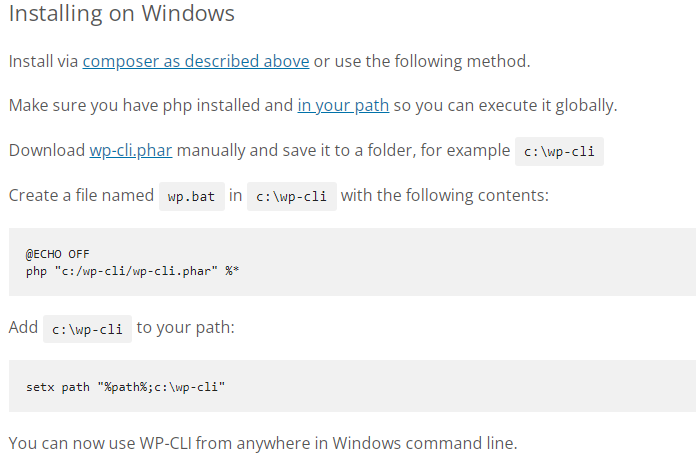 Installing on Windows
Install via composer as described above or use the following method.
Make sure you have php installed and in your path so you can execute it globally.
Download wp-cli.phar manually and save it to a folder, for example c:\wp-cli
Create a file named wp.bat in c:\wp-cli with the following contents:
@ECHO OFF
php "c:/wp-cli/wp-cli.phar" %*
Add c:\wp-cli to your path:
setx path "%path%;c:\wp-cli"
You can now use WP-CLI from anywhere in Windows command line.